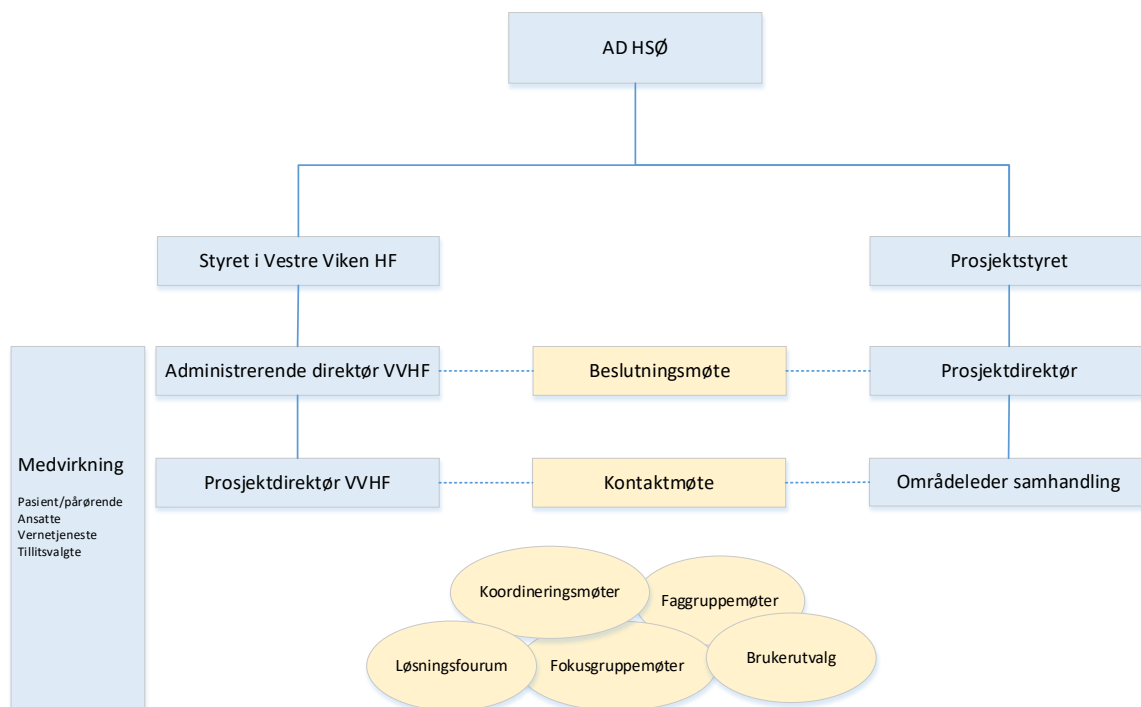 AD HSØ
Styret i Vestre Viken HF
Prosjektstyret
Administrerende direktør VVHF
Beslutningsmøte
Prosjektdirektør
Medvirkning
Pasient/pårørende
Ansatte
Vernetjeneste
Tillitsvalgte
Prosjektdirektør VVHF
Kontaktmøte
Områdeleder samhandling
Koordineringsmøter
Faggruppemøter
Løsningsfourum
Fokusgruppemøter
Brukerutvalg